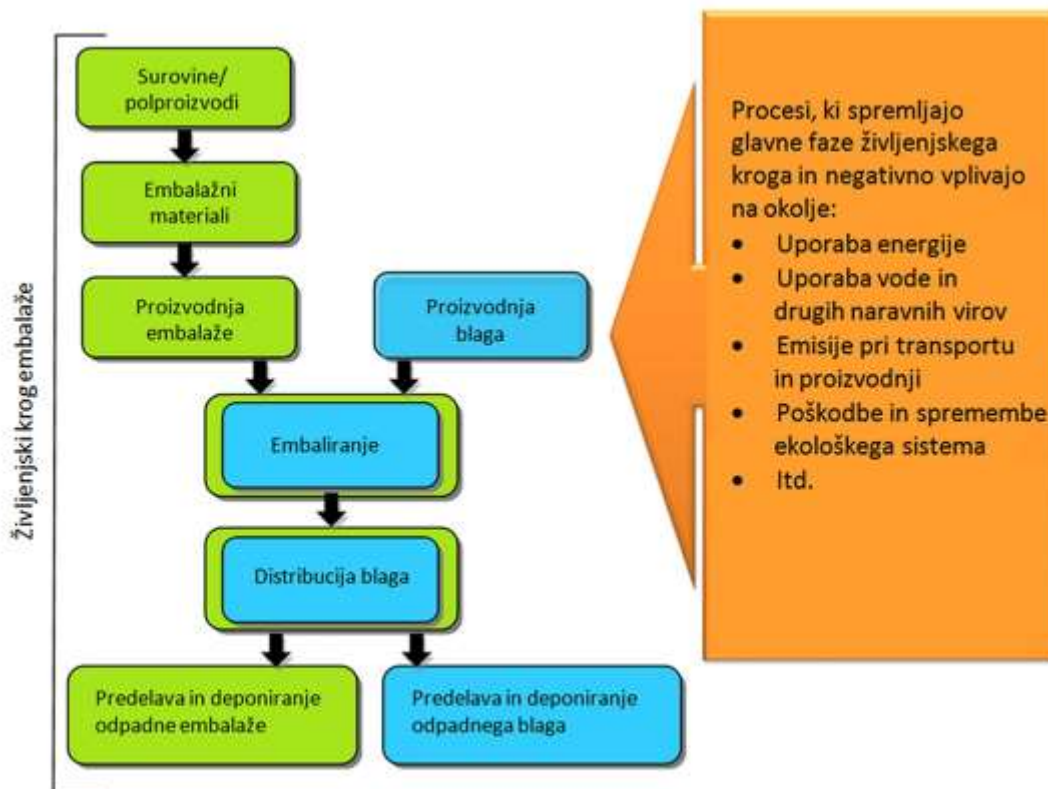 Življenjski krog embalaže
Surovine/
polproizvodi
Embalažni
materiali
Proizvodnja
embalaže
Proizvodnja
blaga
Embaliranje
Distribucija blaga
Predelava in deponiranje
odpadne embalaže
Predelava in deponiranje
odpadnega blaga
Procesi, ki spremljajo
glavne faze življenjskega
kroga in negativno vplivajo
na okolje:
• Uporaba energije
• Uporaba vode in
drugih naravnih virov
• Emisije pri transportu
in proizvodnji
• Poškodbe in spremembe
ekološkega sistema
• Itd.